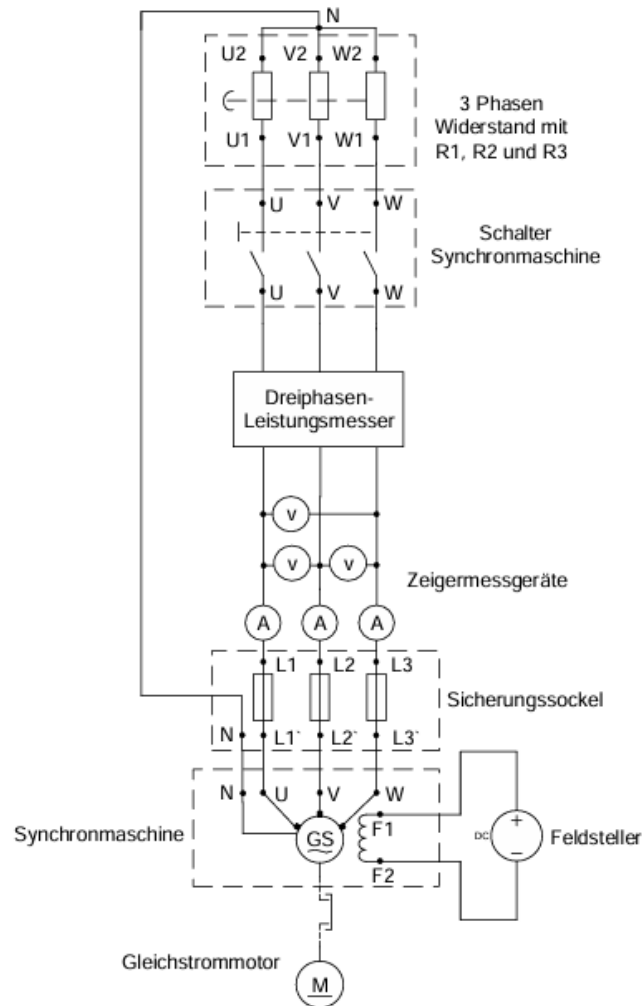 N
U2 V2 W2
3 Phasen
Widerstand mit
R1, R2 und R3
U1 V1 W1
U V W
Schalter
Synchronmaschine
U V W
Dreiphasen-
Leistungsmesser
V
V V
Zeigermessgeräte
A A A
L1 L2 L3
Sicherungssockel
N L1` L2` L3`
N U V W
Synchronmaschine
GS
F1
F2
DC
+
−
Feldsteller
Gleichstrommotor
M